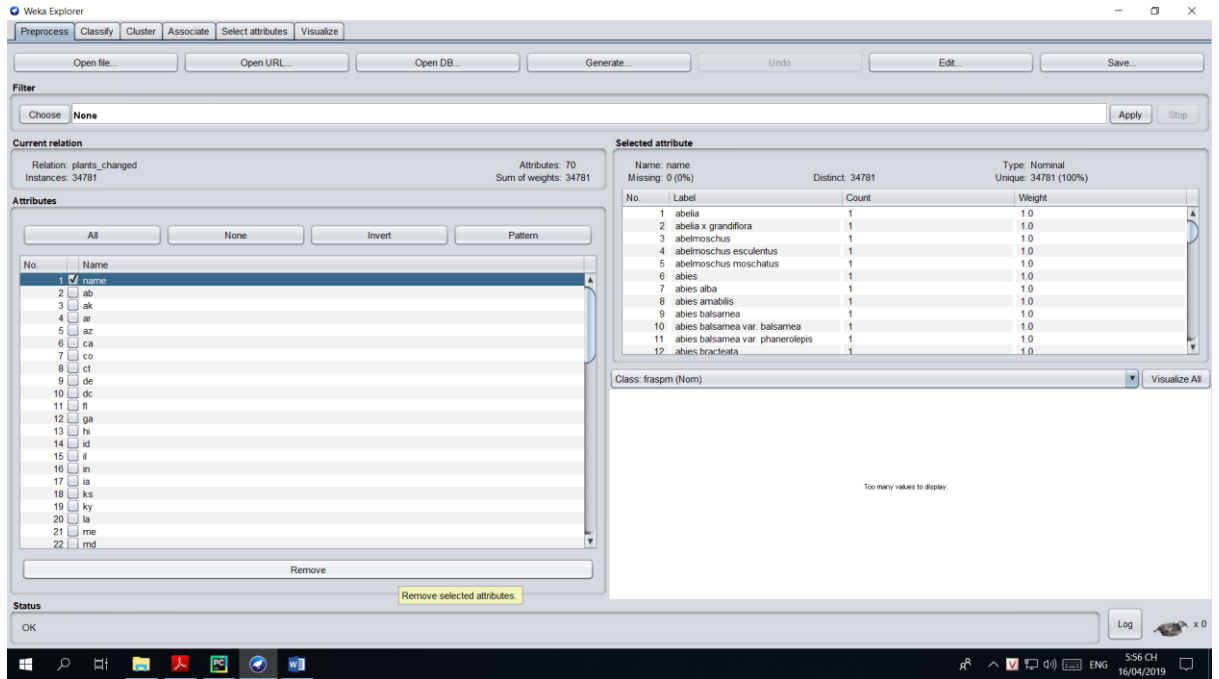 Weka Explorer
Preprocess Classify Cluster Associate Select attributes Visualize
Open file... Open URL... Open DB... Generate... Undo Edit... Save...
Filter
Choose None Apply Stop
Current relation
Relation: plants_changed Attributes: 70
Instances: 34781 Sum of weights: 34781
Attributes
All None Invert Pattern
No. Name
1 name
2 ab
3 ak
4 ar
5 az
6 ca
7 co
8 ct
9 de
10 dc
11 fl
12 ga
13 hi
14 id
15 il
16 in
17 ia
18 ks
19 ky
20 la
21 me
22 md
Remove
Remove selected attributes.
Selected attribute
Name: name Type: Nominal
Missing: 0 (0%) Distinct: 34781 Unique: 34781 (100%)
No. Label Count Weight
1 abelia 1 1.0
2 abelia x grandiflora 1 1.0
3 abelmoschus 1 1.0
4 abelmoschus esculentus 1 1.0
5 abelmoschus moschatus 1 1.0
6 abies 1 1.0
7 abies alba 1 1.0
8 abies amabilis 1 1.0
9 abies balsamea 1 1.0
10 abies balsamea var. balsamea 1 1.0
11 abies balsamea var. phanerolepis 1 1.0
12 abies bracteata 1 1.0
Class: fraspm (Nom) Visualize All
Too many values to display.
Status
OK Log x 0
PC W V ENG 5:56 CH
16/04/2019